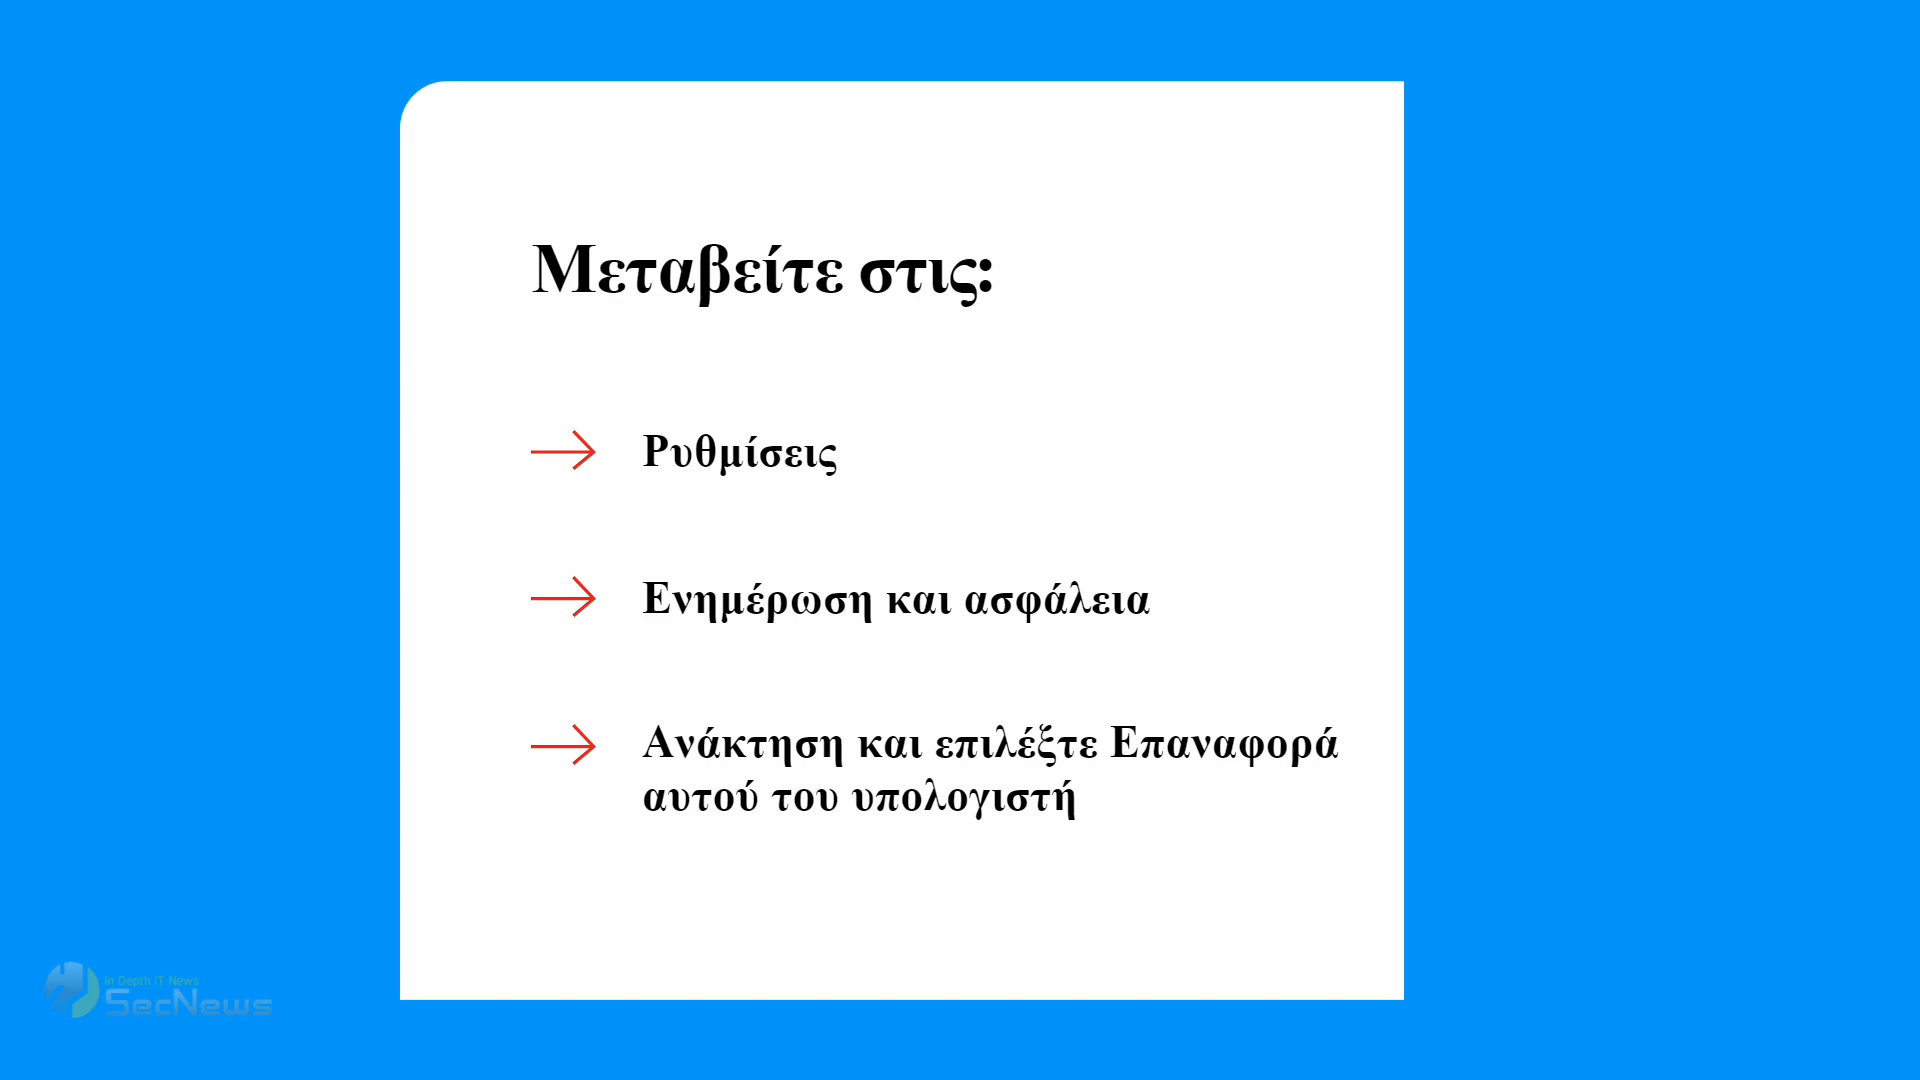 Μεταβείτε στις:
Ρυθμίσεις
Ενημέρωση και ασφάλεια
Ανάκτηση και επιλέξτε Επαναφορά
αυτού του υπολογιστή
In Depth IT News
SecNews